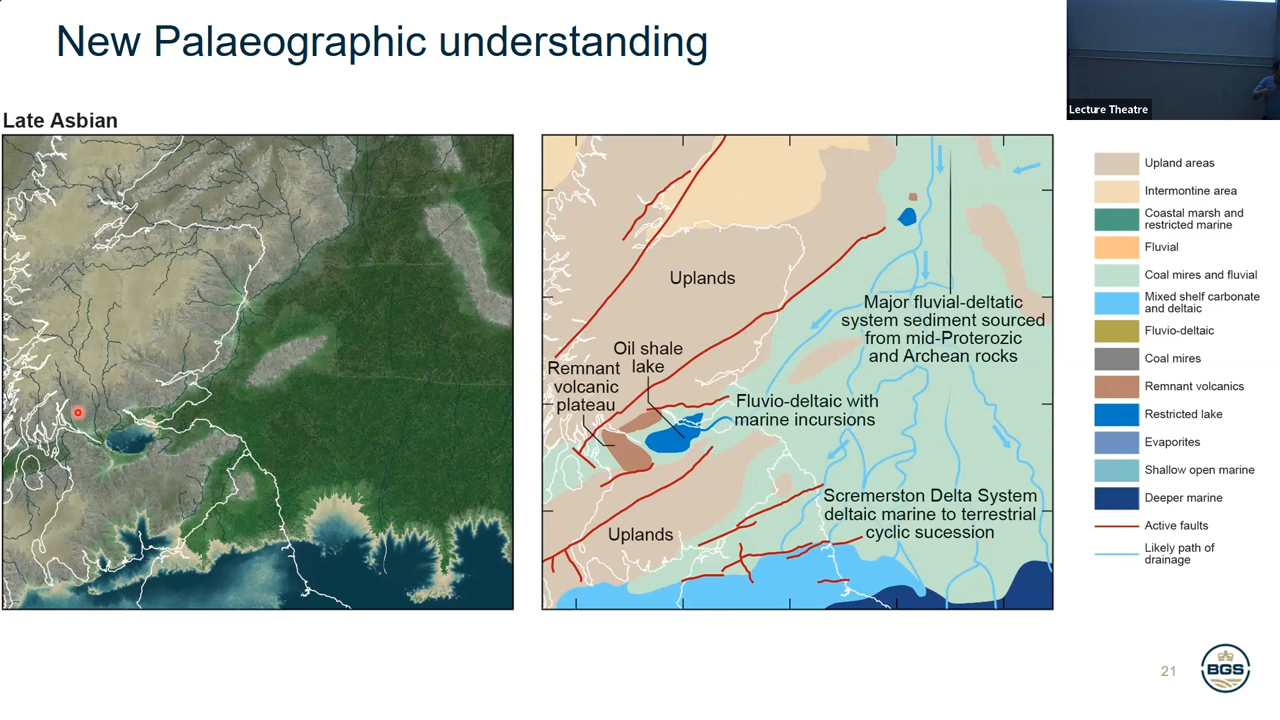 New Palaeographic understanding
Lecture Theatre
Late Asbian
Uplands
Major fluvial-deltatic
system sediment sourced
from mid-Proterozic
and Archean rocks
Oil shale
lake
Remnant
volcanic
plateau
Fluvio-deltaic with
marine incursions
Scremerston Delta System
deltaic marine to terrestrial
cyclic sucession
Uplands
Upland areas
Intermontine area
Coastal marsh and
restricted marine
Fluvial
Coal mires and fluvial
Mixed shelf carbonate
and deltaic
Fluvio-deltaic
Coal mires
Remnant volcanics
Restricted lake
Evaporites
Shallow open marine
Deeper marine
Active faults
Likely path of
drainage
21
BGS